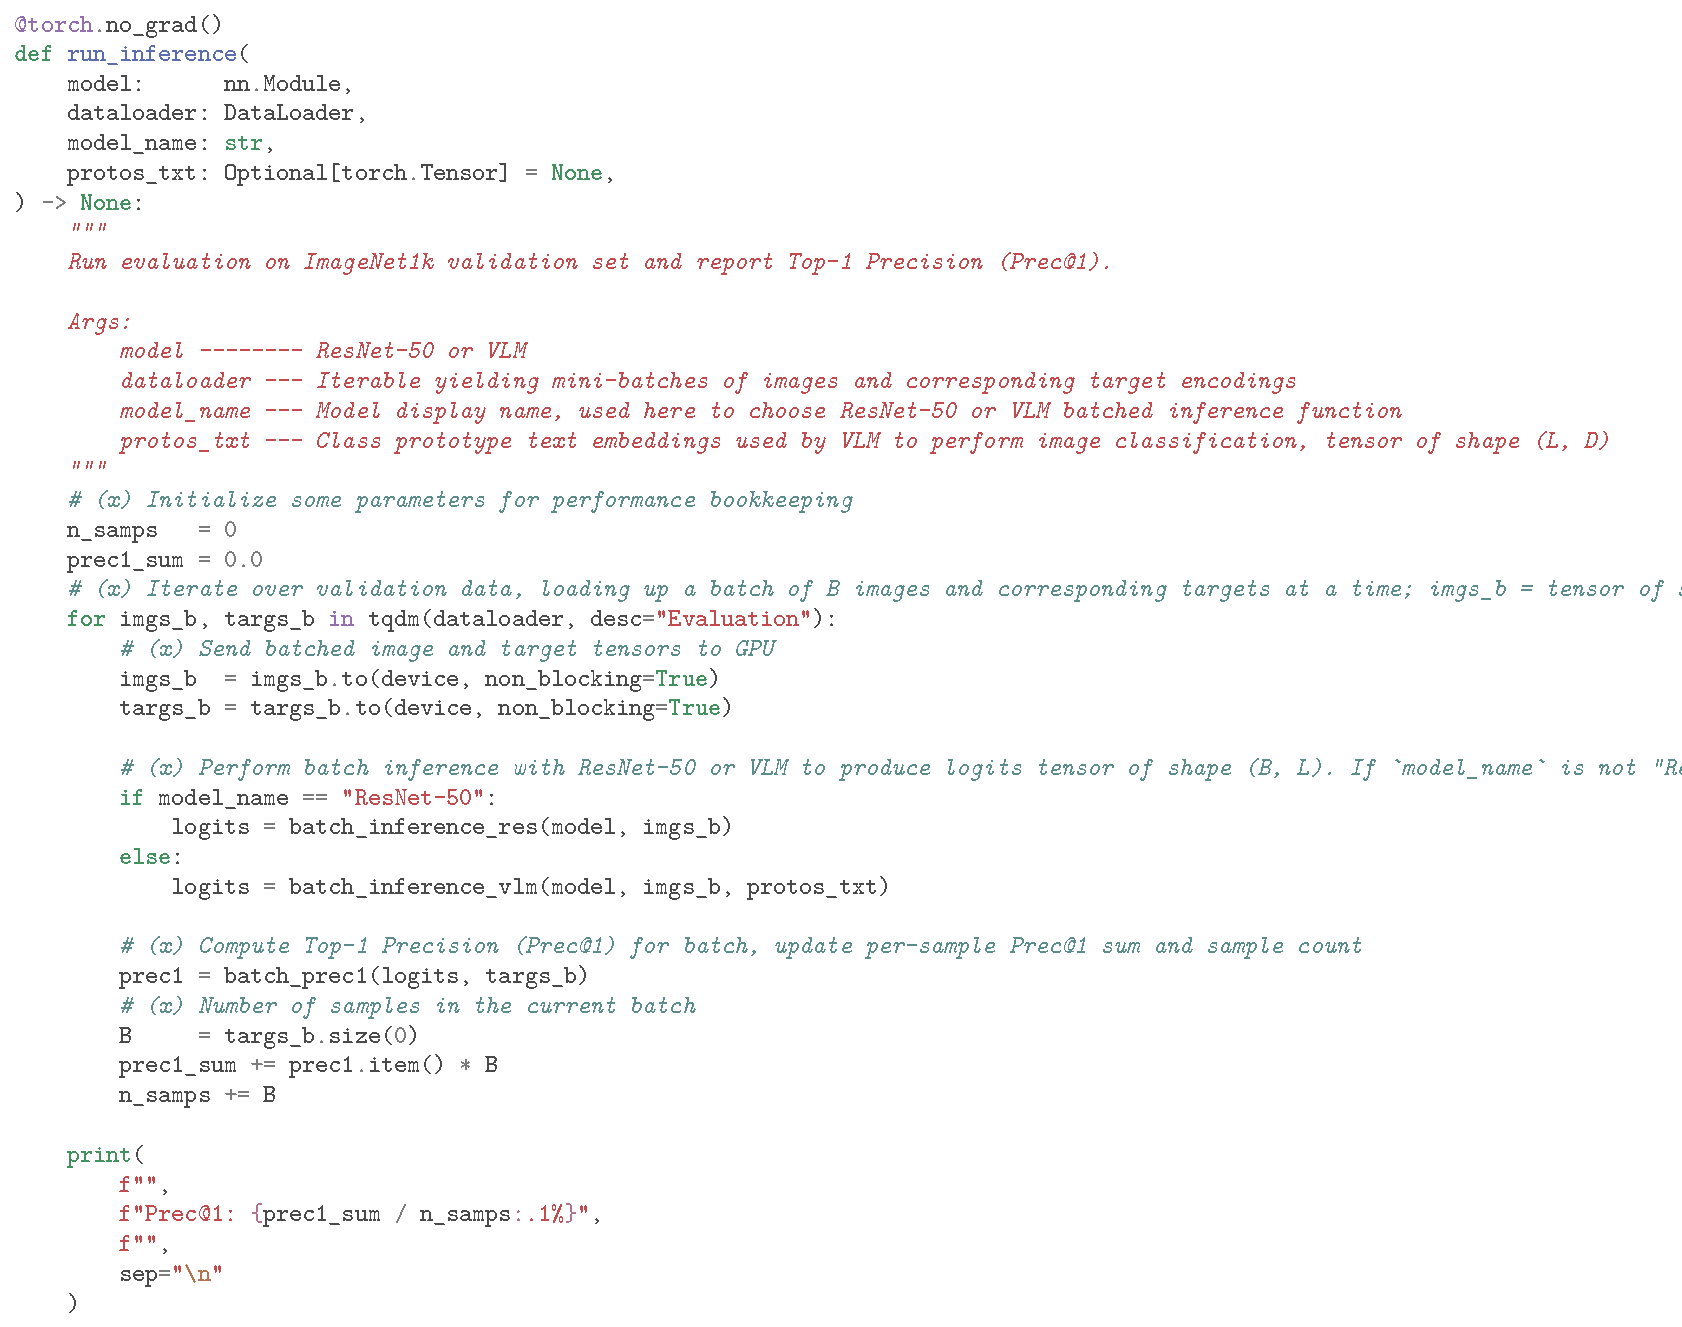 @torch.no_grad()
def run_inference(
    model:      nn.Module,
    dataloader: DataLoader,
    model_name: str,
    protos_txt: Optional[torch.Tensor] = None,
) -> None:
    """
    Run evaluation on ImageNet1k validation set and report Top-1 Precision (Prec@1).

    Args:
        model -------- ResNet-50 or VLM
        dataloader --- Iterable yielding mini-batches of images and corresponding target encodings
        model_name --- Model display name, used here to choose ResNet-50 or VLM batched inference function
        protos_txt --- Class prototype text embeddings used by VLM to perform image classification, tensor of shape (L, D)
    """
    # (x) Initialize some parameters for performance bookkeeping
    n_samps   = 0
    prec1_sum = 0.0
    # (x) Iterate over validation data, loading up a batch of B images and corresponding targets at a time; imgs_b = tensor of
    for imgs_b, targs_b in tqdm(dataloader, desc="Evaluation"):
        # (x) Send batched image and target tensors to GPU
        imgs_b  = imgs_b.to(device, non_blocking=True)
        targs_b = targs_b.to(device, non_blocking=True)

        # (x) Perform batch inference with ResNet-50 or VLM to produce logits tensor of shape (B, L). If `model_name` is not
        if model_name == "ResNet-50":
            logits = batch_inference_res(model, imgs_b)
        else:
            logits = batch_inference_vlm(model, imgs_b, protos_txt)

        # (x) Compute Top-1 Precision (Prec@1) for batch, update per-sample Prec@1 sum and sample count
        prec1 = batch_prec1(logits, targs_b)
        # (x) Number of samples in the current batch
        B     = targs_b.size(0)
        prec1_sum += prec1.item() * B
        n_samps += B

    print(
        f"",
        f"Prec@1: {prec1_sum / n_samps:.1%}",
        f"",
        sep="\n"
    )